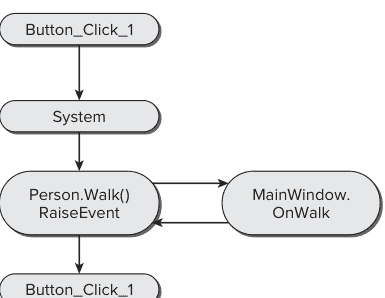 Button_Click_1
System
Person.Walk()
RaiseEvent
MainWindow.
OnWalk
Button_Click_1